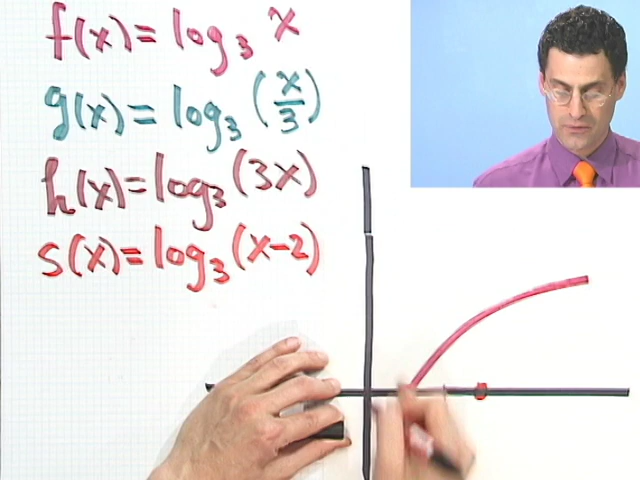 f(x) = log₃ x
g(x) = log₃ (x/3)
h(x) = log₃ (3x)
s(x) = log₃ (x-2)